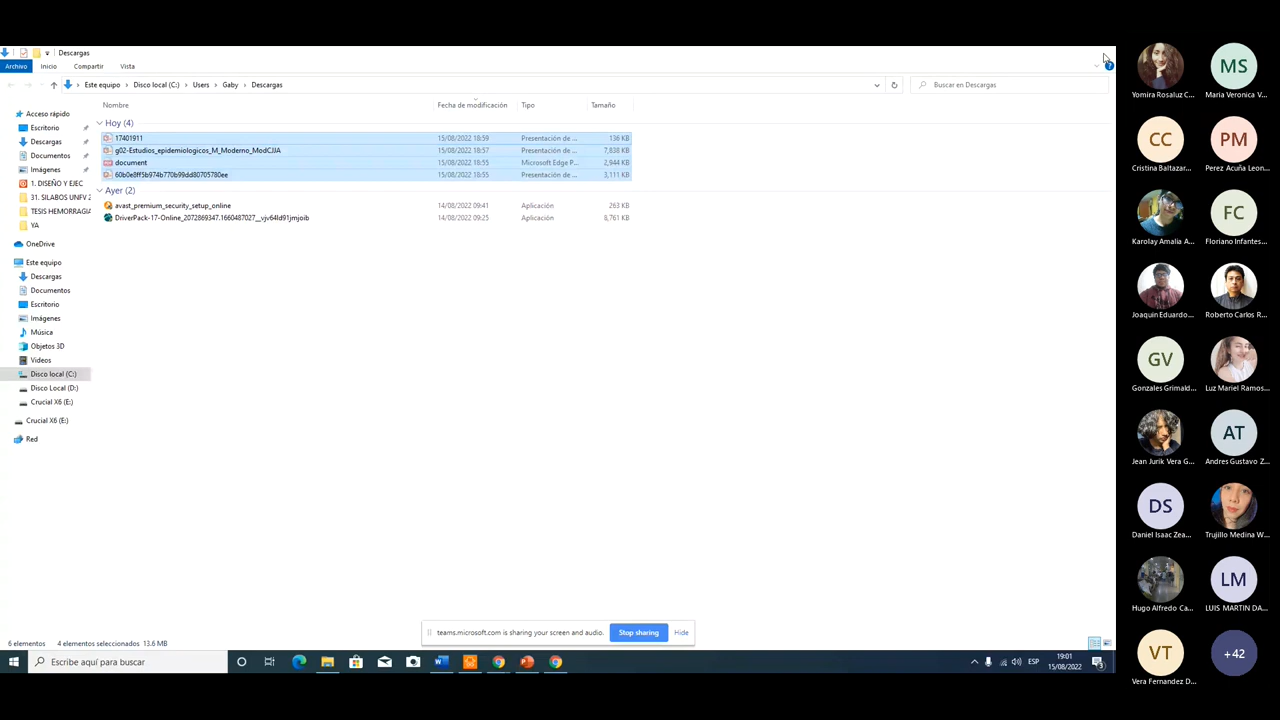 Descargas
Archivo Inicio Compartir Vista
Este equipo Disco local (C:) Users Gaby Descargas
Buscar en Descargas
Nombre Fecha de modificación Tipo Tamaño
Hoy (4)
17401911 15/08/2022 18:59 Presentación de ... 136 KB
g02-Estudios_epidemiologicos_M_Moderno_ModCJJA 15/08/2022 18:57 Presentación de ... 7,838 KB
document 15/08/2022 18:55 Microsoft Edge P... 2,944 KB
60b0e8ff5b974b770b99dd80705780ee 15/08/2022 18:55 Presentación de ... 3,111 KB
Ayer (2)
avast_premium_security_setup_online 14/08/2022 09:41 Aplicación 263 KB
DriverPack-17-Online_2072869347.1660487027__vjv64ld91jmjoib 14/08/2022 09:25 Aplicación 8,761 KB
Acceso rápido
Escritorio
Descargas
Documentos
Imágenes
1. DISEÑO Y EJEC
31. SILABOS UNFV 2
TESIS HEMORRAGIA
YA
OneDrive
Este equipo
Descargas
Documentos
Escritorio
Imágenes
Música
Objetos 3D
Videos
Disco local (C:)
Disco Local (D:)
Crucial X6 (E:)
Crucial X6 (E:)
Red
6 elementos 4 elementos seleccionados 13.6 MB
teams.microsoft.com is sharing your screen and audio. Stop sharing Hide
Escribe aquí para buscar
ESP
19:01
15/08/2022
3
MS
Yomira Rosaluz C... Maria Veronica V...
CC PM
Cristina Baltazar... Perez Acuña Leon...
FC
Karolay Amalia A... Floriano Infantes...
Joaquin Eduardo... Roberto Carlos R...
GV
Gonzales Grimald... Luz Mariel Ramos...
AT
Jean Jurik Vera G... Andres Gustavo Z...
DS
Daniel Isaac Zea... Trujillo Medina W...
LM
Hugo Alfredo Ca... LUIS MARTIN DA...
VT +42
Vera Fernandez D...